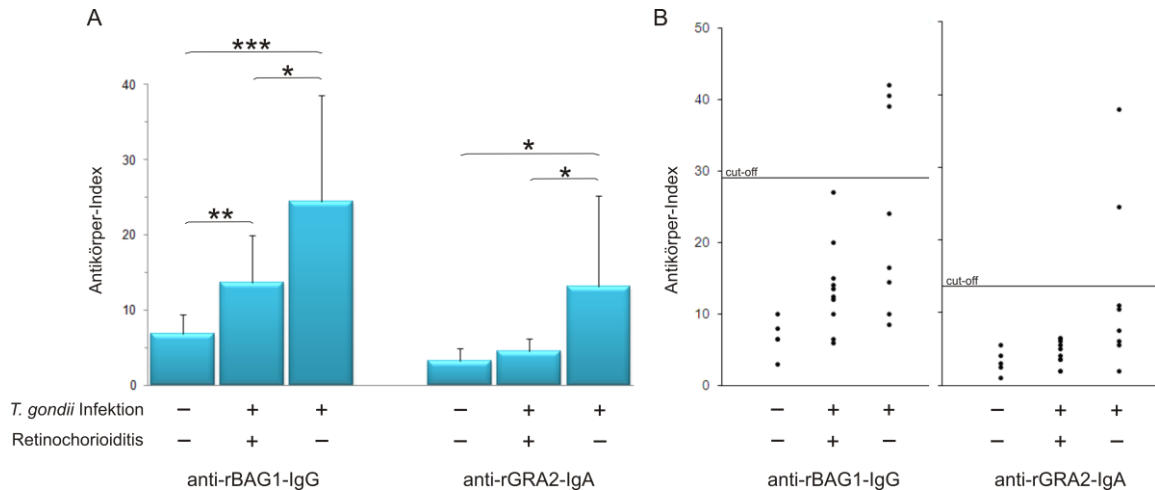 A
***
*
**
*
*
40
30
20
10
0
Antikörper-Index
T. gondii Infektion − + + − + +
Retinochorioiditis − + − − + −
anti-rBAG1-IgG anti-rGRA2-IgA
B
50
40
30
20
10
0
Antikörper-Index
cut-off
cut-off
− + + − + +
− + − − + −
anti-rBAG1-IgG anti-rGRA2-IgA